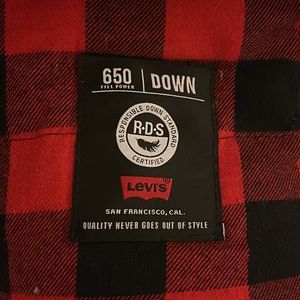 650 | DOWN
FILL POWER
RESPONSIBLE DOWN STANDARD
R·D·S
CERTIFIED
Levi's
SAN FRANCISCO, CAL.
QUALITY NEVER GOES OUT OF STYLE